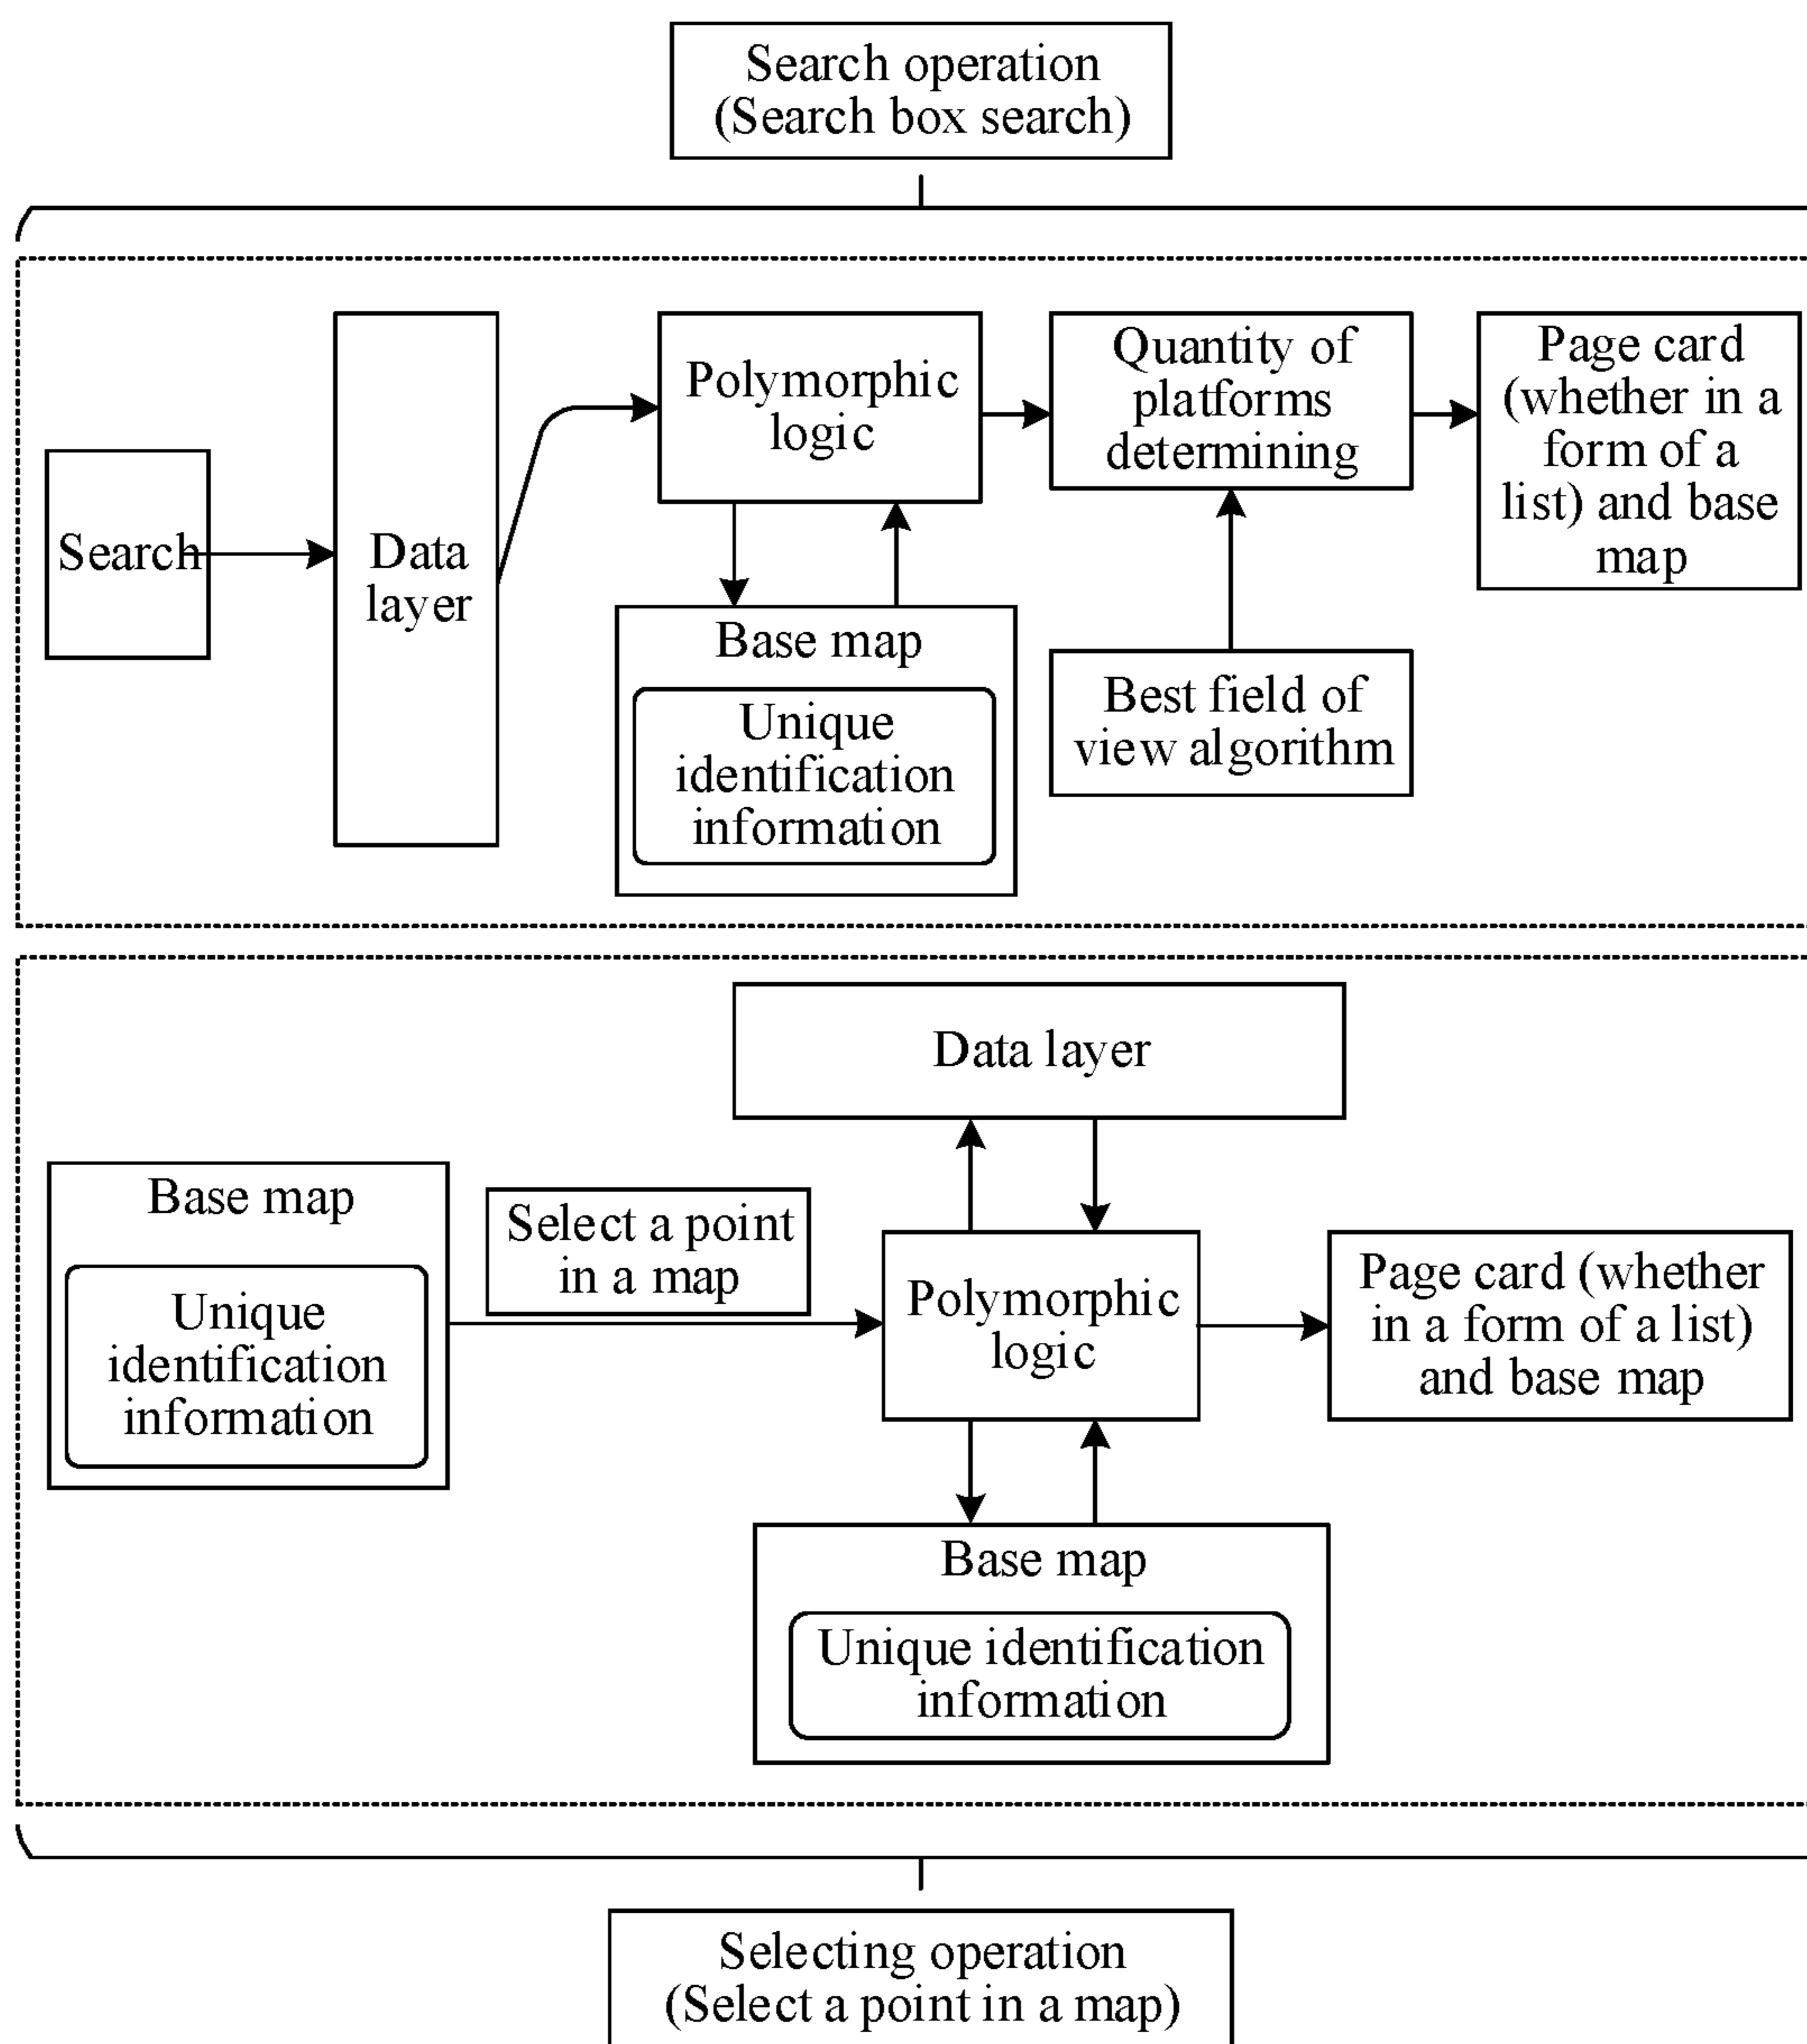 Search operation
(Search box search)
Search
Data
layer
Polymorphic
logic
Quantity of
platforms
determining
Page card
(whether in a
form of a
list) and base
map
Base map
Unique
identification
information
Best field of
view algorithm
Data layer
Base map
Unique
identification
information
Select a point
in a map
Polymorphic
logic
Page card (whether
in a form of a list)
and base map
Base map
Unique identification
information
Selecting operation
(Select a point in a map)